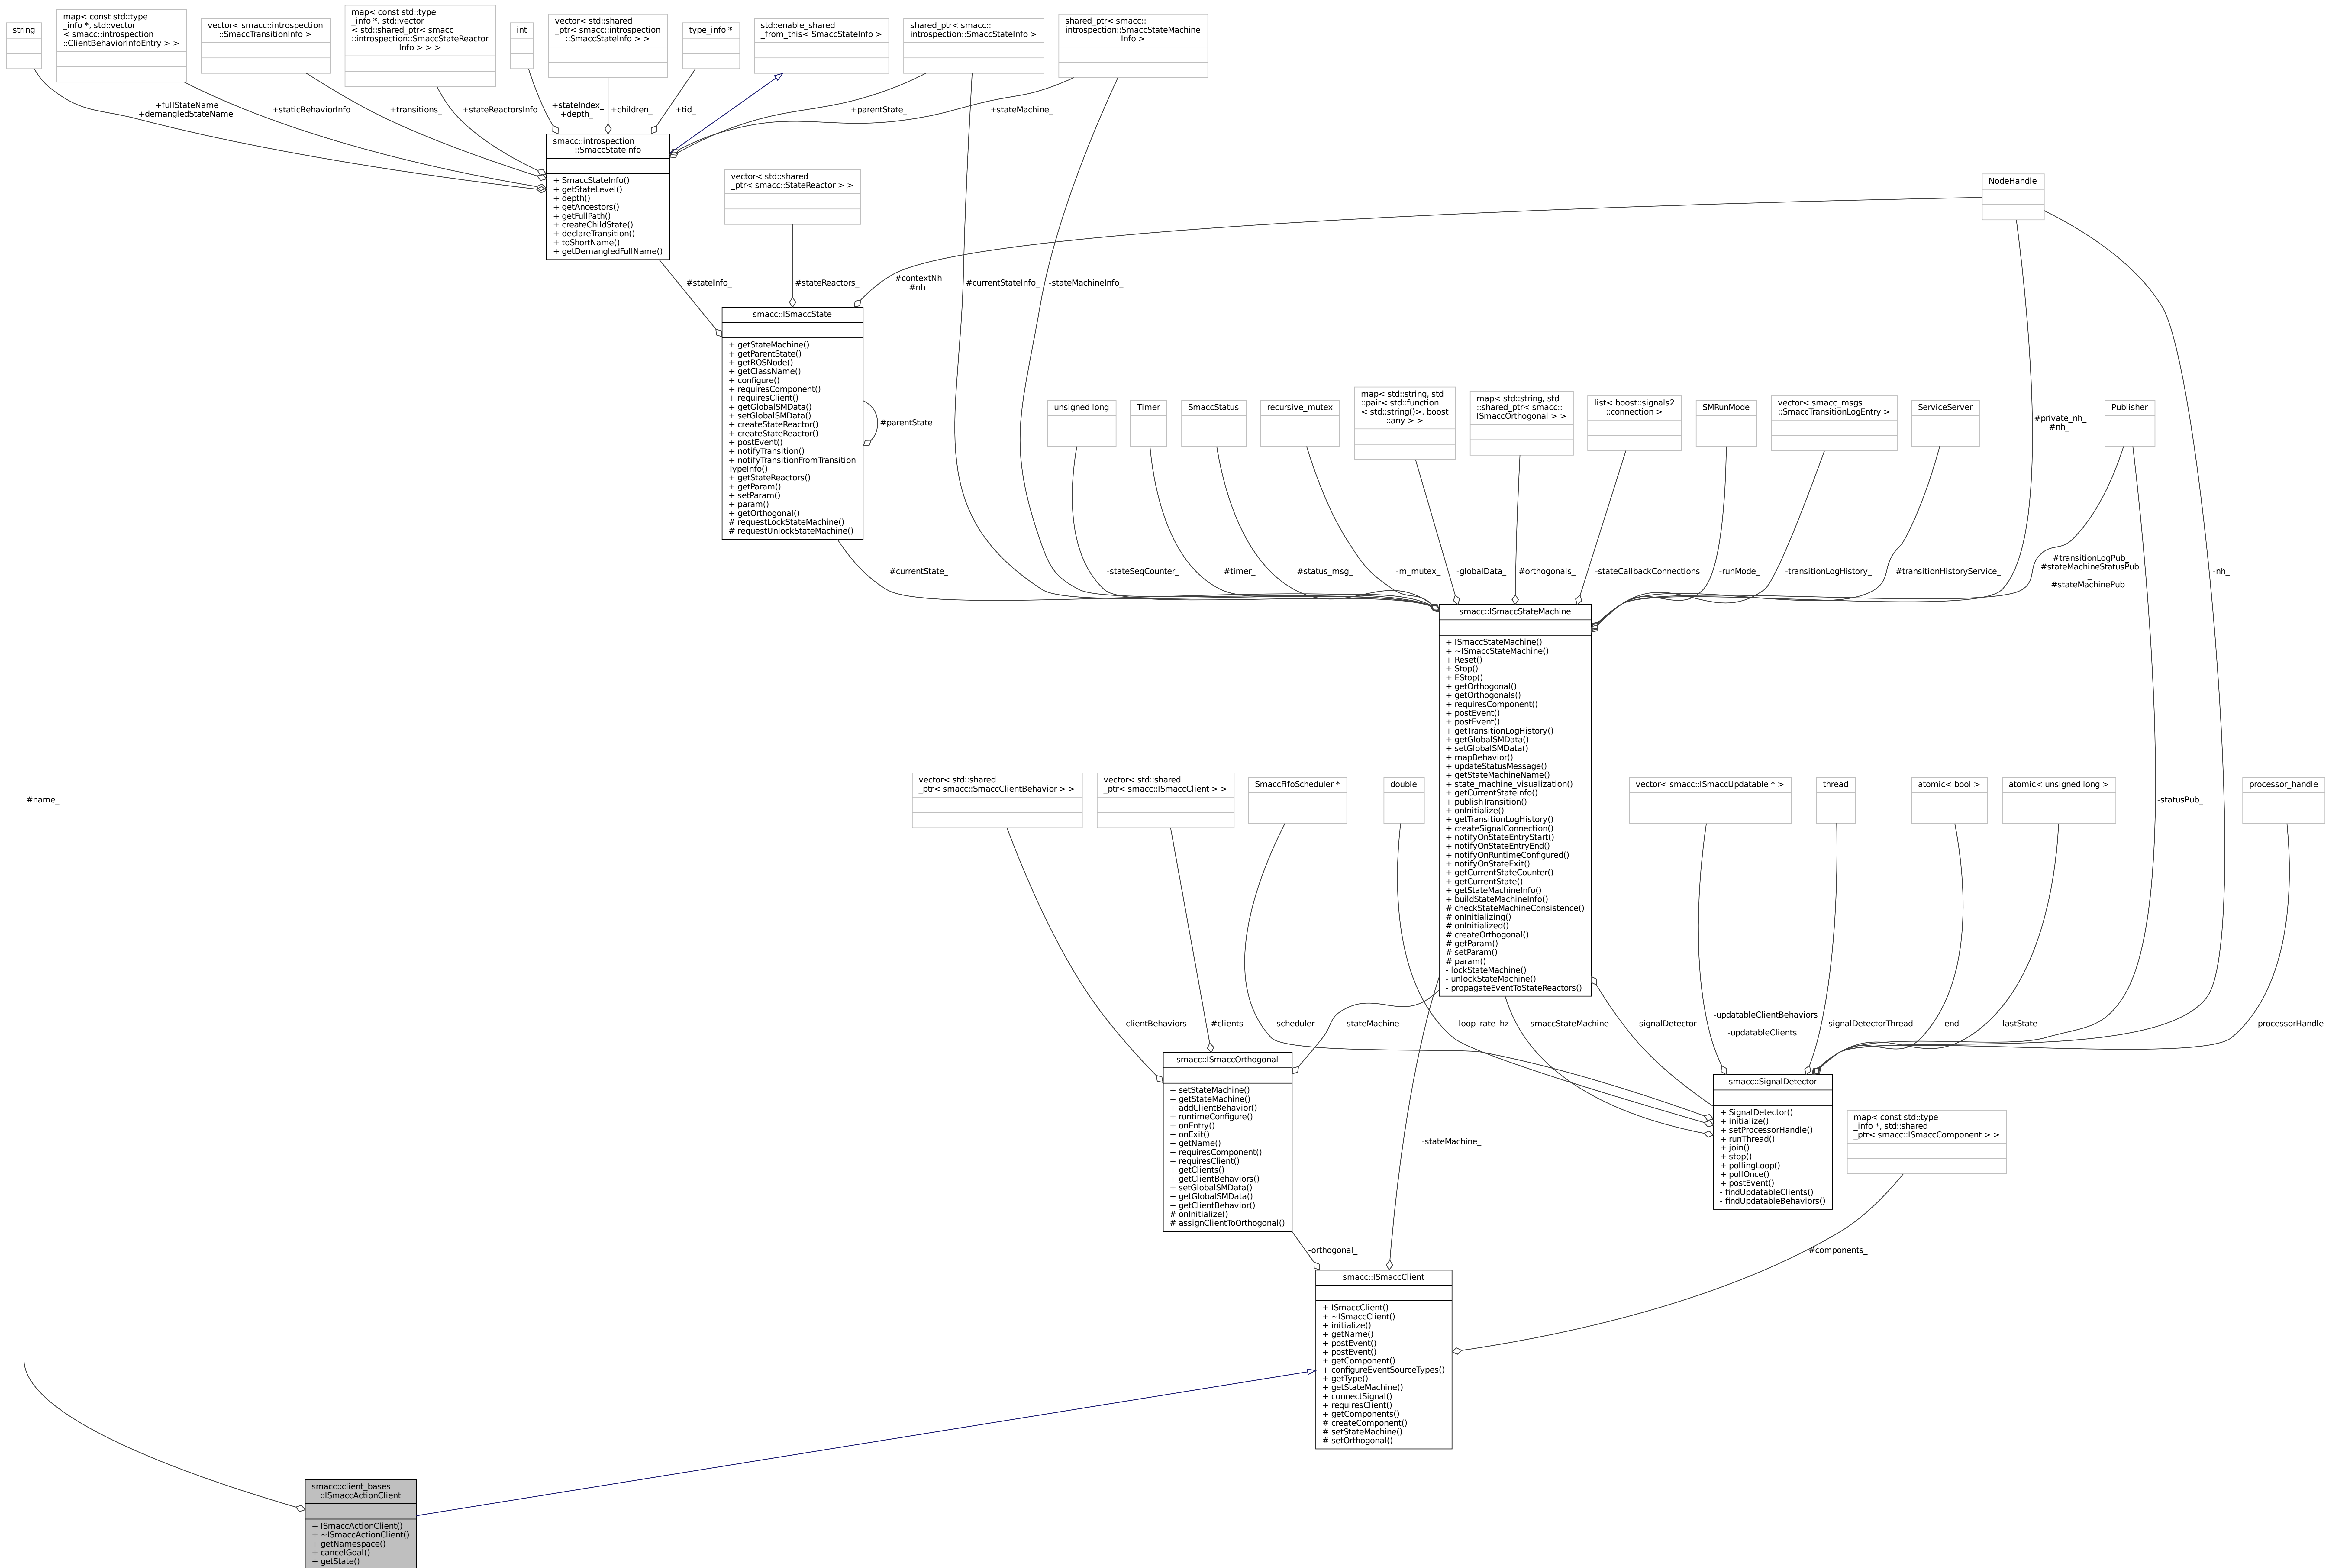 string
map< const std::type
_info *, std::vector
< smacc::introspection
::ClientBehaviorInfoEntry > >
vector< smacc::introspection
::SmaccTransitionInfo >
map< const std::type
_info *, std::vector
< std::shared_ptr< smacc
::introspection::SmaccStateReactor
Info > > >
int
vector< std::shared
_ptr< smacc::introspection
::SmaccStateInfo > >
type_info *
std::enable_shared
_from_this< SmaccStateInfo >
shared_ptr< smacc::
introspection::SmaccStateInfo >
shared_ptr< smacc::
introspection::SmaccStateMachine
Info >
+fullStateName
+demangledStateName
+staticBehaviorInfo
+transitions_
+stateReactorsInfo
+stateIndex_
+depth_
+children_
+tid_
+parentState_
+stateMachine_
smacc::introspection
::SmaccStateInfo
+ SmaccStateInfo()
+ getStateLevel()
+ depth()
+ getAncestors()
+ getFullPath()
+ createChildState()
+ declareTransition()
+ toShortName()
+ getDemangledFullName()
vector< std::shared
_ptr< smacc::StateReactor > >
NodeHandle
#stateInfo_
#stateReactors_
#contextNh
#nh
#currentStateInfo_
-stateMachineInfo_
smacc::ISmaccState
+ getStateMachine()
+ getParentState()
+ getROSNode()
+ getClassName()
+ configure()
+ requiresComponent()
+ requiresClient()
+ getGlobalSMData()
+ setGlobalSMData()
+ createStateReactor()
+ createStateReactor()
+ postEvent()
+ notifyTransition()
+ notifyTransitionFromTransition
TypeInfo()
+ getStateReactors()
+ getParam()
+ setParam()
+ param()
+ getOrthogonal()
# requestLockStateMachine()
# requestUnlockStateMachine()
#parentState_
unsigned long
Timer
SmaccStatus
recursive_mutex
map< std::string, std
::pair< std::function
< std::string()>, boost
::any > >
map< std::string, std
::shared_ptr< smacc::
ISmaccOrthogonal > >
list< boost::signals2
::connection >
SMRunMode
vector< smacc_msgs
::SmaccTransitionLogEntry >
ServiceServer
#private_nh_
#nh_
Publisher
#currentState_
-stateSeqCounter_
#timer_
#status_msg_
-m_mutex_
-globalData_
#orthogonals_
-stateCallbackConnections
-runMode_
-transitionLogHistory_
#transitionHistoryService_
#transitionLogPub_
#stateMachineStatusPub
_
#stateMachinePub_
-nh_
smacc::ISmaccStateMachine
+ ISmaccStateMachine()
+ ~ISmaccStateMachine()
+ Reset()
+ Stop()
+ EStop()
+ getOrthogonal()
+ getOrthogonals()
+ requiresComponent()
+ postEvent()
+ postEvent()
+ getTransitionLogHistory()
+ getGlobalSMData()
+ setGlobalSMData()
+ mapBehavior()
+ updateStatusMessage()
+ getStateMachineName()
+ state_machine_visualization()
+ getCurrentStateInfo()
+ publishTransition()
+ onInitialize()
+ getTransitionLogHistory()
+ createSignalConnection()
+ notifyOnStateEntryStart()
+ notifyOnStateEntryEnd()
+ notifyOnRuntimeConfigured()
+ notifyOnStateExit()
+ getCurrentStateCounter()
+ getCurrentState()
+ getStateMachineInfo()
+ buildStateMachineInfo()
# checkStateMachineConsistence()
# onInitializing()
# onInitialized()
# createOrthogonal()
# getParam()
# setParam()
# param()
- lockStateMachine()
- unlockStateMachine()
- propagateEventToStateReactors()
#name_
vector< std::shared
_ptr< smacc::SmaccClientBehavior > >
vector< std::shared
_ptr< smacc::ISmaccClient > >
SmaccFifoScheduler *
double
vector< smacc::ISmaccUpdatable * >
thread
atomic< bool >
atomic< unsigned long >
processor_handle
-statusPub_
-clientBehaviors_
#clients_
-scheduler_
-stateMachine_
-loop_rate_hz
-smaccStateMachine_
-signalDetector_
-updatableClientBehaviors
_
-updatableClients_
-signalDetectorThread_
-end_
-lastState_
-processorHandle_
smacc::ISmaccOrthogonal
+ setStateMachine()
+ getStateMachine()
+ addClientBehavior()
+ runtimeConfigure()
+ onEntry()
+ onExit()
+ getName()
+ requiresComponent()
+ requiresClient()
+ getClients()
+ getClientBehaviors()
+ setGlobalSMData()
+ getGlobalSMData()
+ getClientBehavior()
# onInitialize()
# assignClientToOrthogonal()
-stateMachine_
smacc::SignalDetector
+ SignalDetector()
+ initialize()
+ setProcessorHandle()
+ runThread()
+ join()
+ stop()
+ pollingLoop()
+ pollOnce()
+ postEvent()
- findUpdatableClients()
- findUpdatableBehaviors()
map< const std::type
_info *, std::shared
_ptr< smacc::ISmaccComponent > >
-orthogonal_
#components_
smacc::ISmaccClient
+ ISmaccClient()
+ ~ISmaccClient()
+ initialize()
+ getName()
+ postEvent()
+ postEvent()
+ getComponent()
+ configureEventSourceTypes()
+ getType()
+ getStateMachine()
+ connectSignal()
+ requiresClient()
+ getComponents()
# createComponent()
# setStateMachine()
# setOrthogonal()
smacc::client_bases
::ISmaccActionClient
+ ISmaccActionClient()
+ ~ISmaccActionClient()
+ getNamespace()
+ cancelGoal()
+ getState()